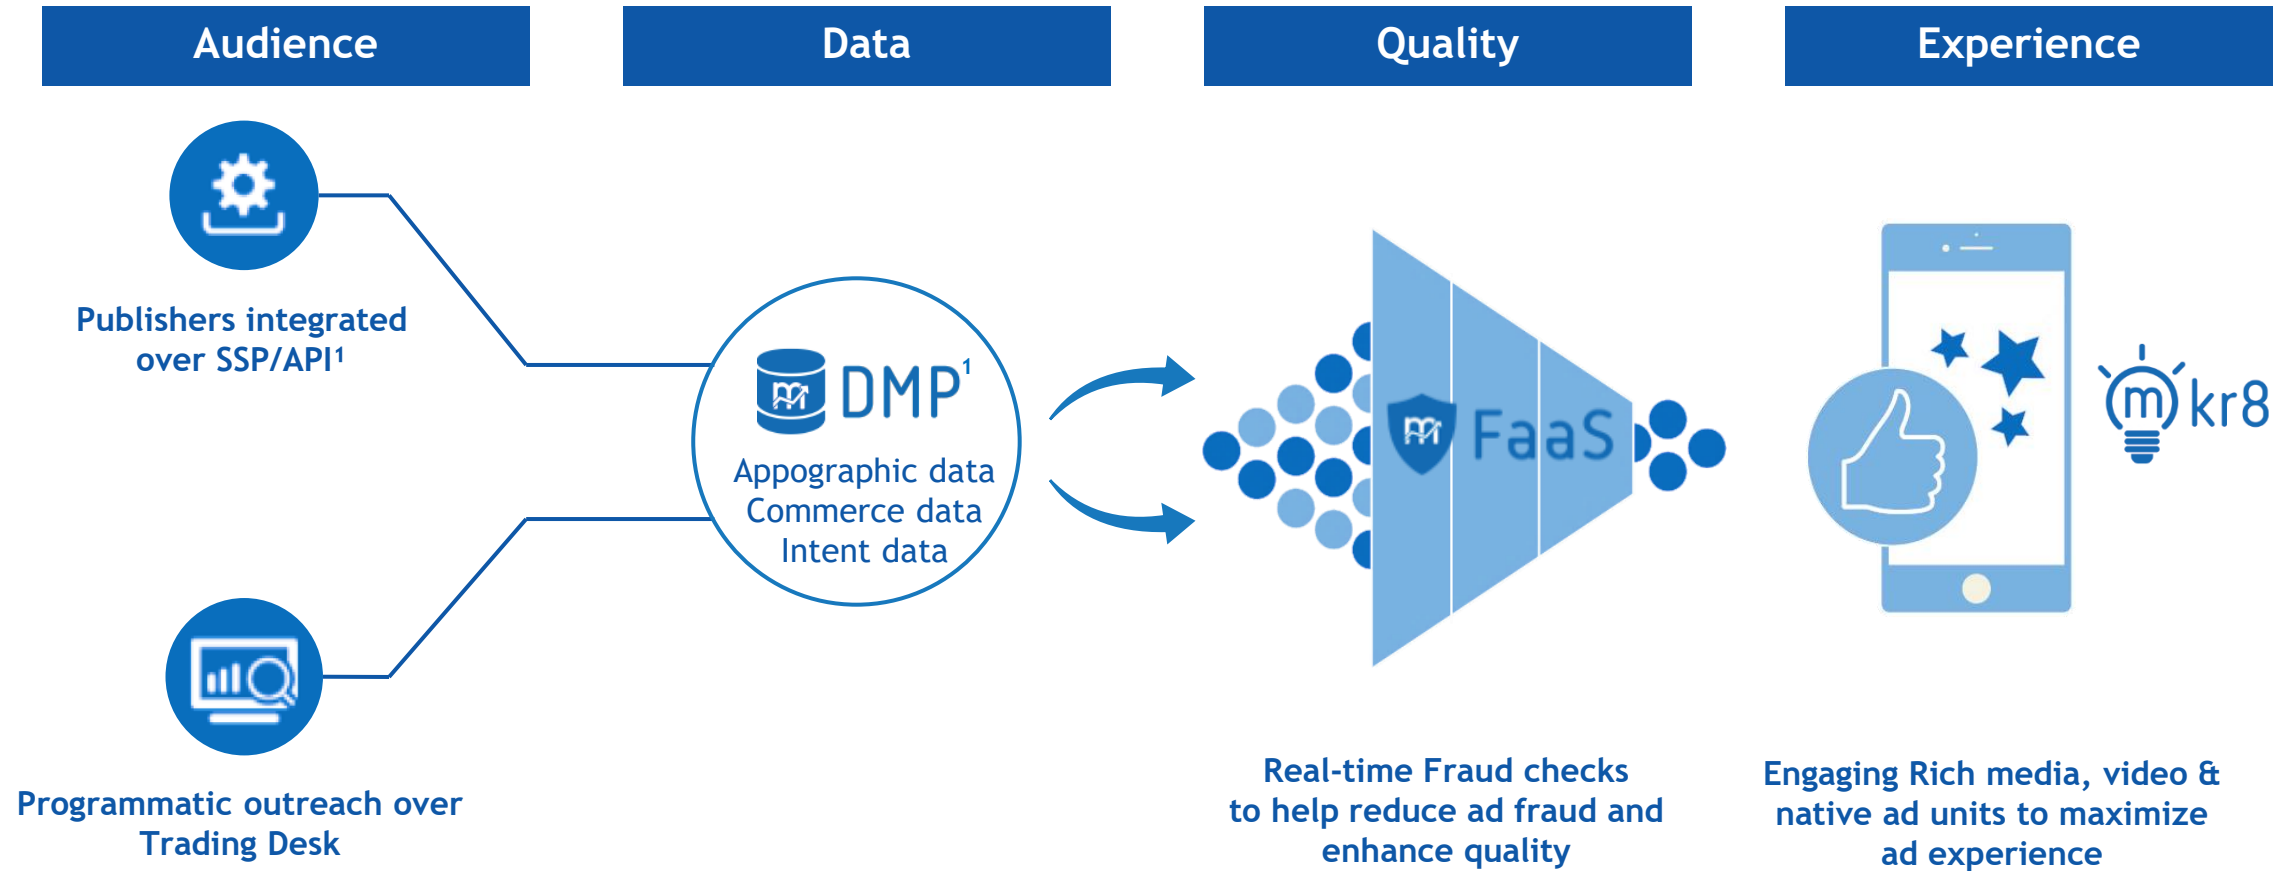 Audience
Data
Quality
Experience
Publishers integrated
over SSP/API¹
Programmatic outreach over
Trading Desk
m DMP¹
Appographic data
Commerce data
Intent data
m FaaS
Real-time Fraud checks
to help reduce ad fraud and
enhance quality
m kr8
Engaging Rich media, video &
native ad units to maximize
ad experience